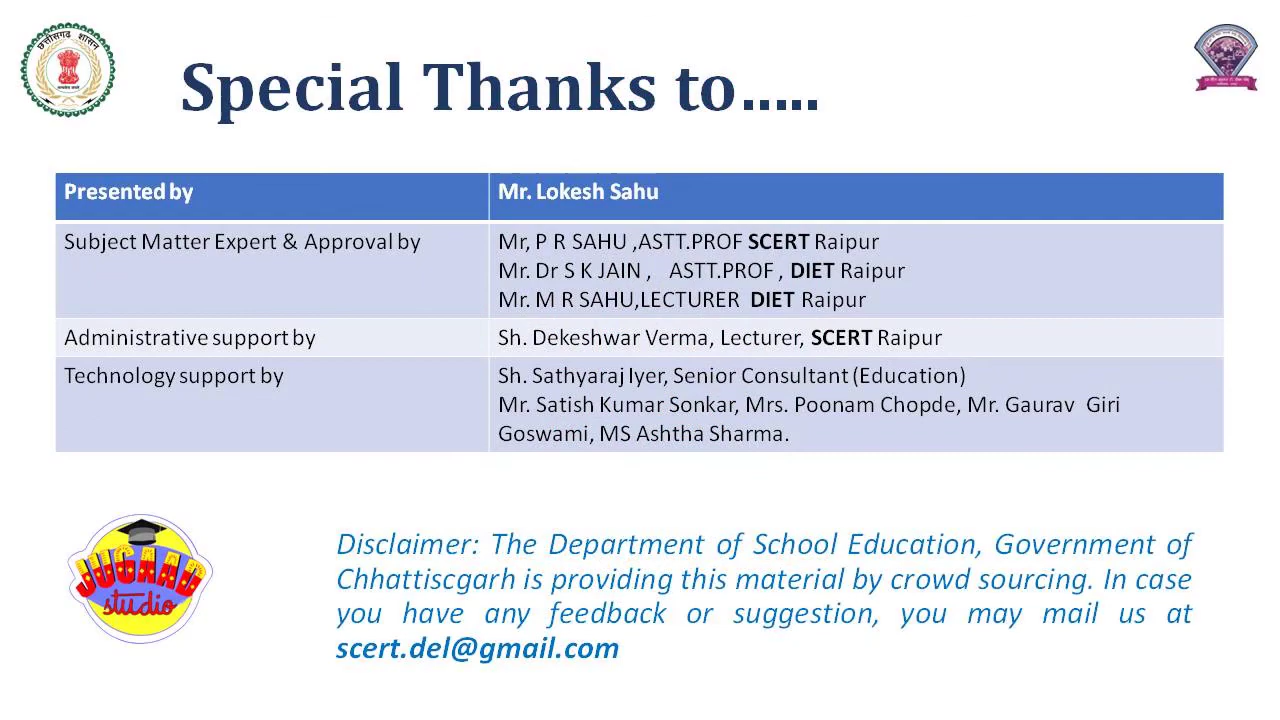 छत्तीसगढ़ शासन
Special Thanks to.....
Presented by
Mr. Lokesh Sahu
Subject Matter Expert & Approval by
Mr, P R SAHU ,ASTT.PROF SCERT Raipur
Mr. Dr S K JAIN , ASTT.PROF , DIET Raipur
Mr. M R SAHU,LECTURER DIET Raipur
Administrative support by
Sh. Dekeshwar Verma, Lecturer, SCERT Raipur
Technology support by
Sh. Sathyaraj Iyer, Senior Consultant (Education)
Mr. Satish Kumar Sonkar, Mrs. Poonam Chopde, Mr. Gaurav Giri
Goswami, MS Ashtha Sharma.
JUGAAD
studio
Disclaimer: The Department of School Education, Government of
Chhattiscgarh is providing this material by crowd sourcing. In case
you have any feedback or suggestion, you may mail us at
scert.del@gmail.com